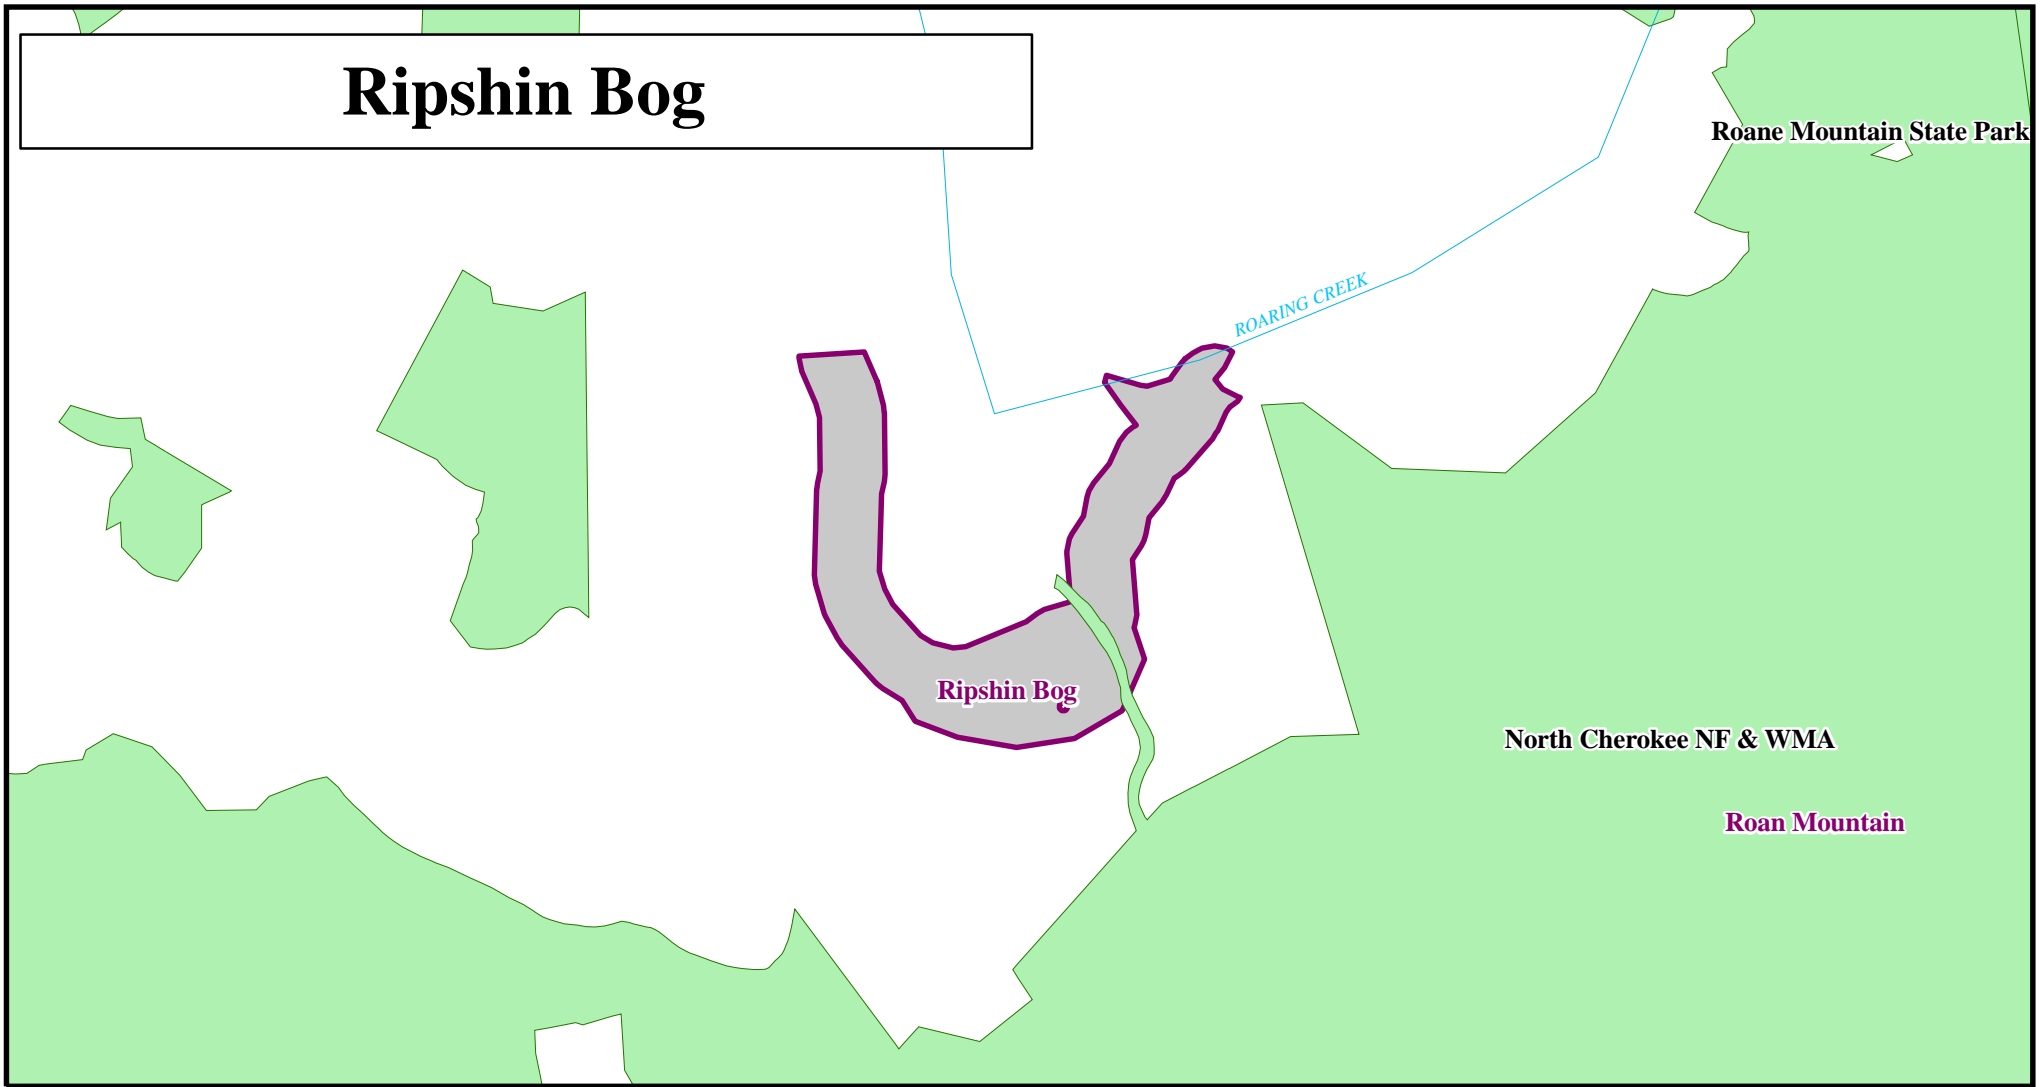 Ripshin Bog
Roane Mountain State Park
ROARING CREEK
Ripshin Bog
North Cherokee NF & WMA
Roan Mountain